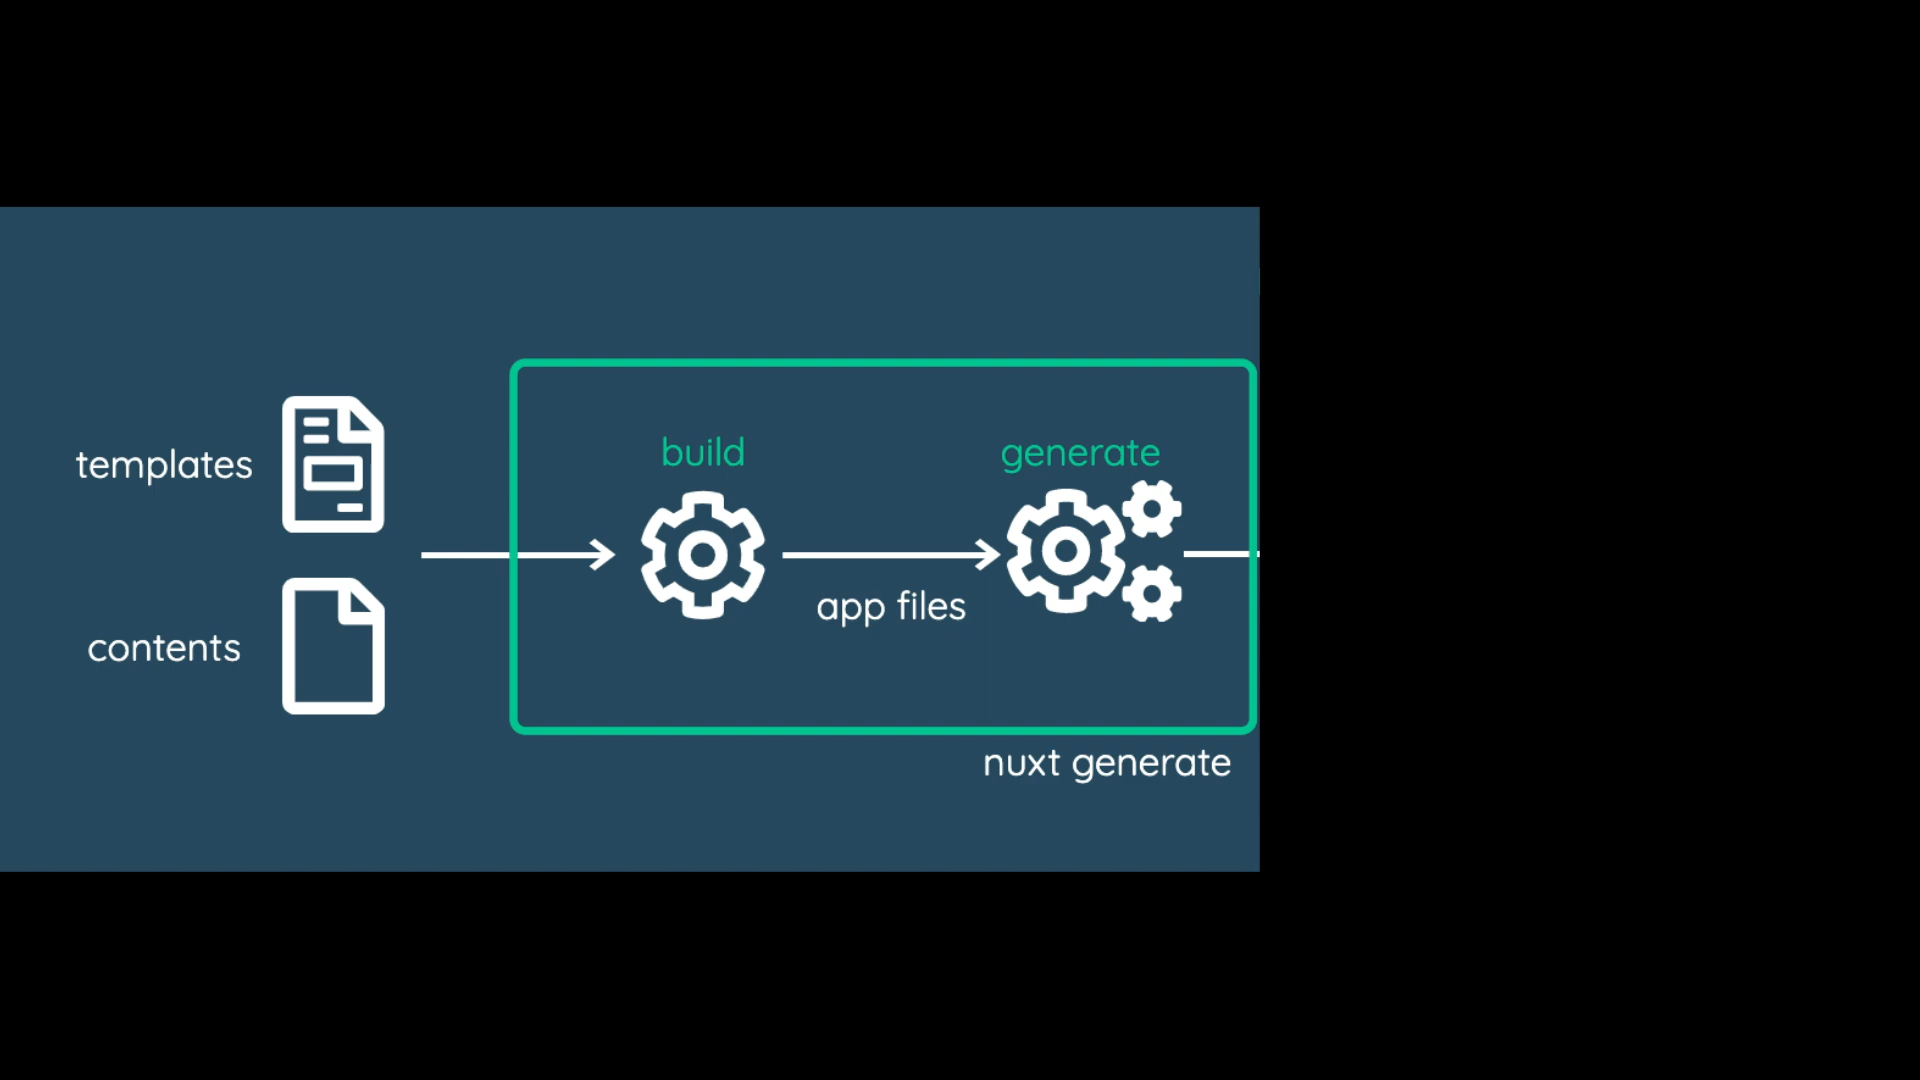 templates
contents
build
app files
generate
nuxt generate